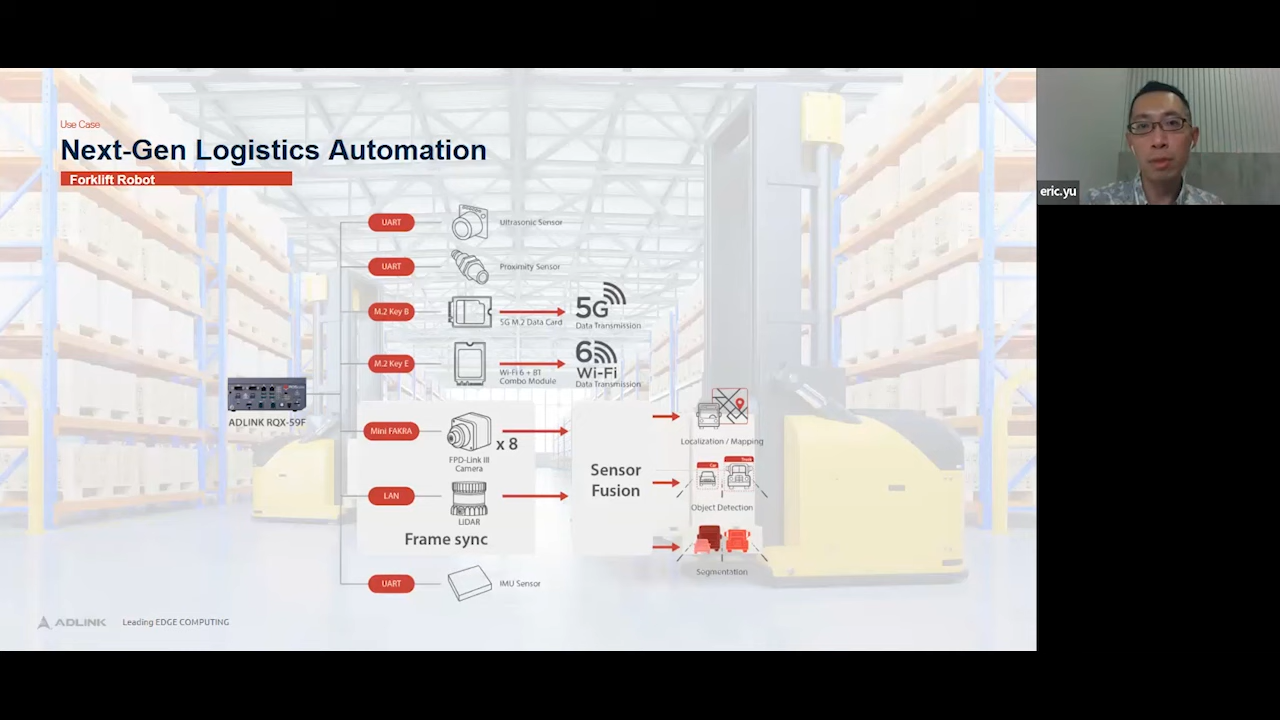 Use Case
Next-Gen Logistics Automation
Forklift Robot
eric.yu
UART
Ultrasonic Sensor
UART
Proximity Sensor
M.2 Key B
5G M.2 Data Card
5G
Data Transmission
M.2 Key E
Wi-Fi 6 + BT
Combo Module
6
Wi-Fi
Data Transmission
ADLINK RQX-59F
Mini FAKRA
x 8
FPD-Link III
Camera
LAN
LIDAR
Frame sync
Sensor
Fusion
Localization / Mapping
Car
Truck
Object Detection
Segmentation
UART
IMU Sensor
ADLINK
Leading EDGE COMPUTING